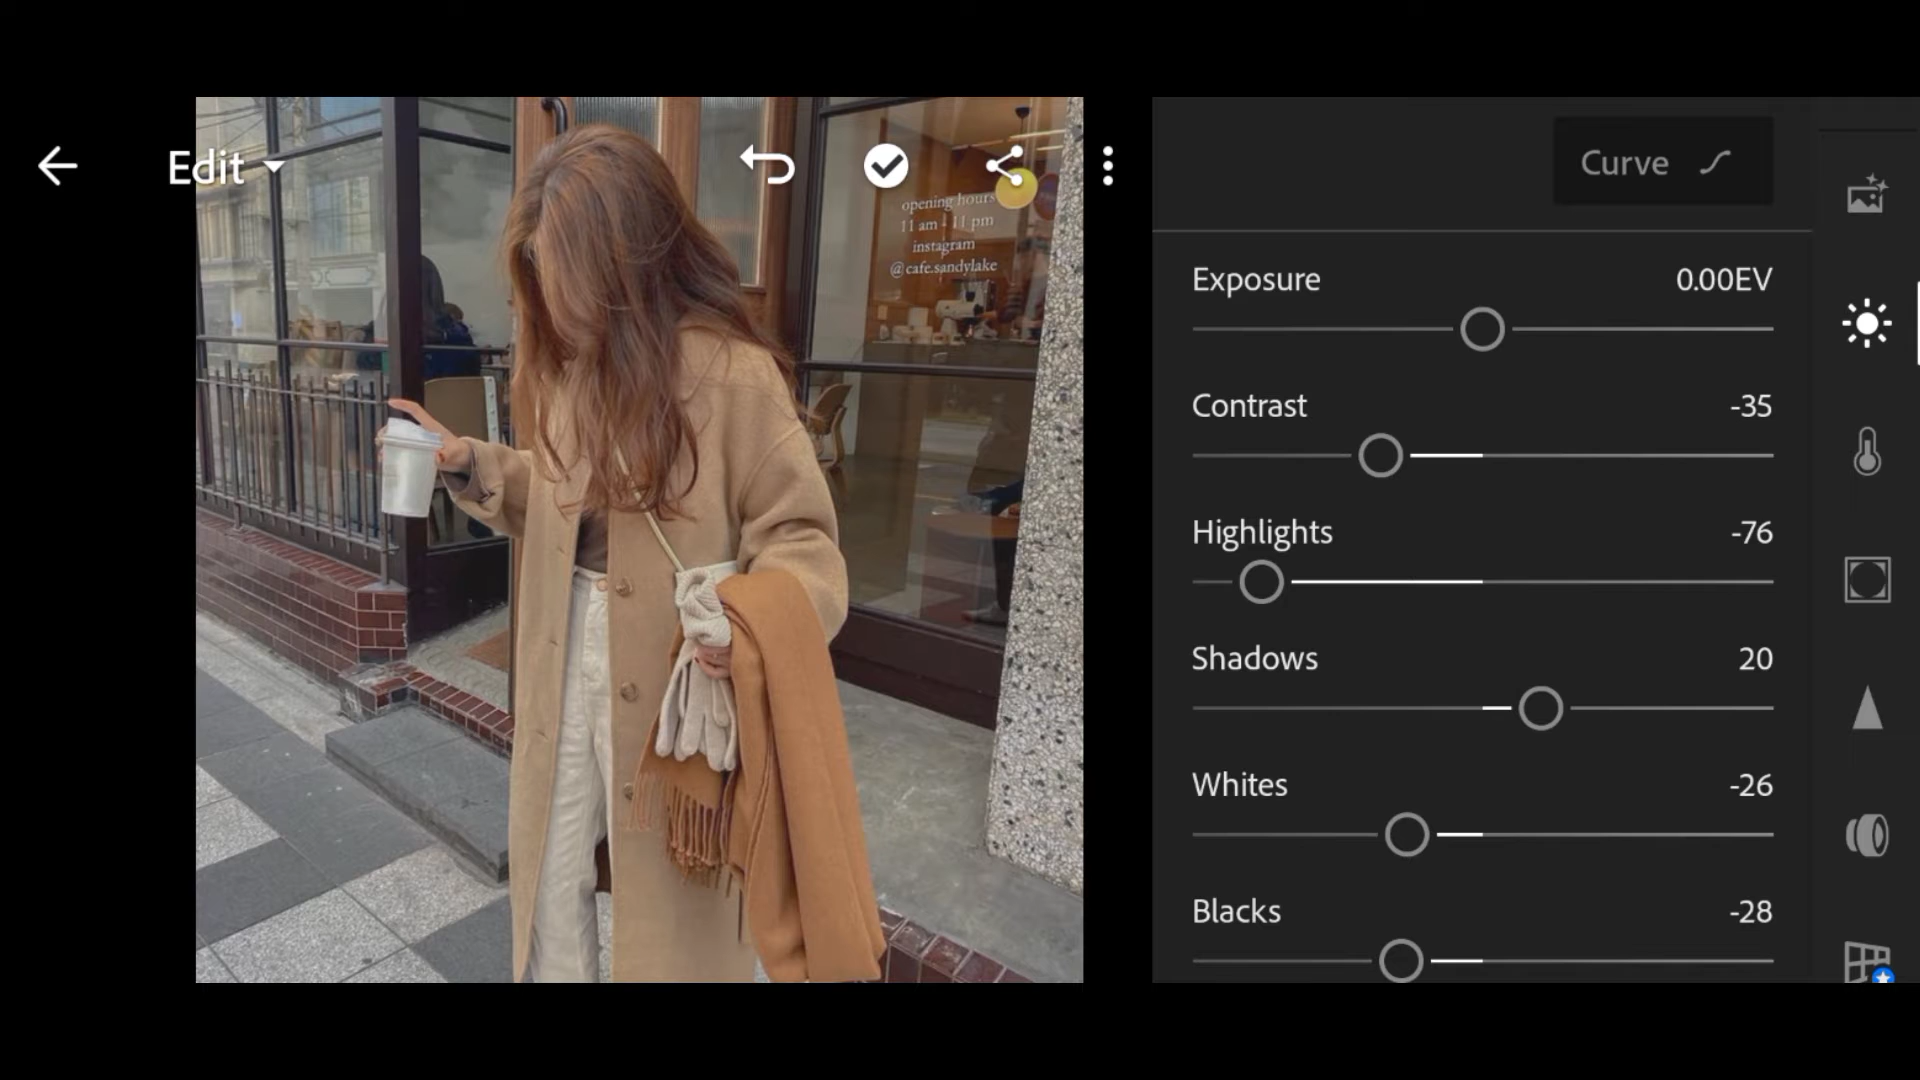 Edit
opening hours
11 am - 11 pm
instagram
@cafe.sandylake
Curve
Exposure 0.00EV
Contrast -35
Highlights -76
Shadows 20
Whites -26
Blacks -28